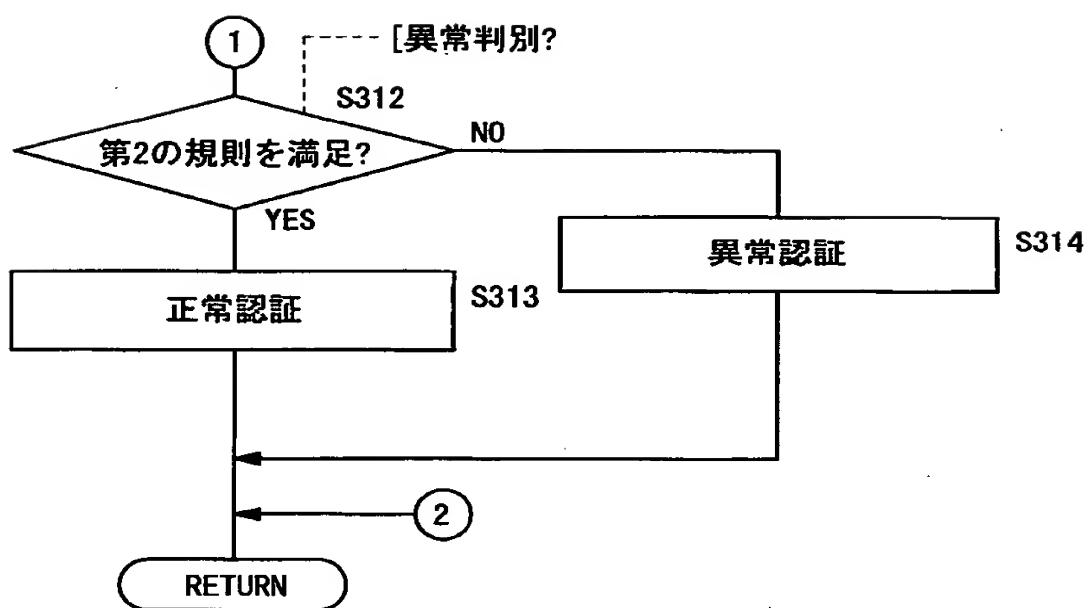 1
[異常判別?
S312
第2の規則を満足?
NO
YES
異常認証
S314
正常認証
S313
2
RETURN